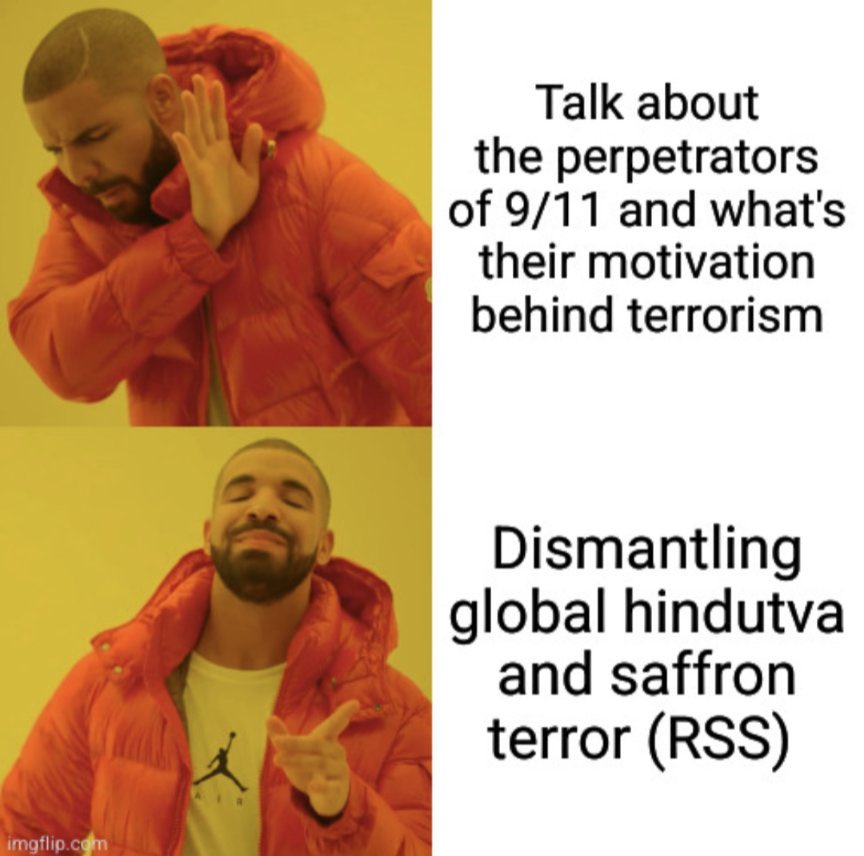 Talk about
the perpetrators
of 9/11 and what's
their motivation
behind terrorism
Dismantling
global hindutva
and saffron
terror (RSS)
AIR
imgflip.com